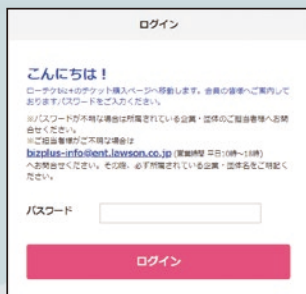 ログイン
こんにちは！
ローチケbiz+のチケット購入ページへ移動します。会員の皆様へご案内して
おりますパスワードをご入力ください。
※パスワードが不明な場合は所属されている企業・団体のご担当者様へお問
合せください。
※ご担当者様がご不明な場合は
bizplus-info@ent.lawson.co.jp (営業時間 平日:10時〜18時)
へお問合せください。その際、必ず所属されている企業・団体名をご明記く
ださい。
パスワード
ログイン